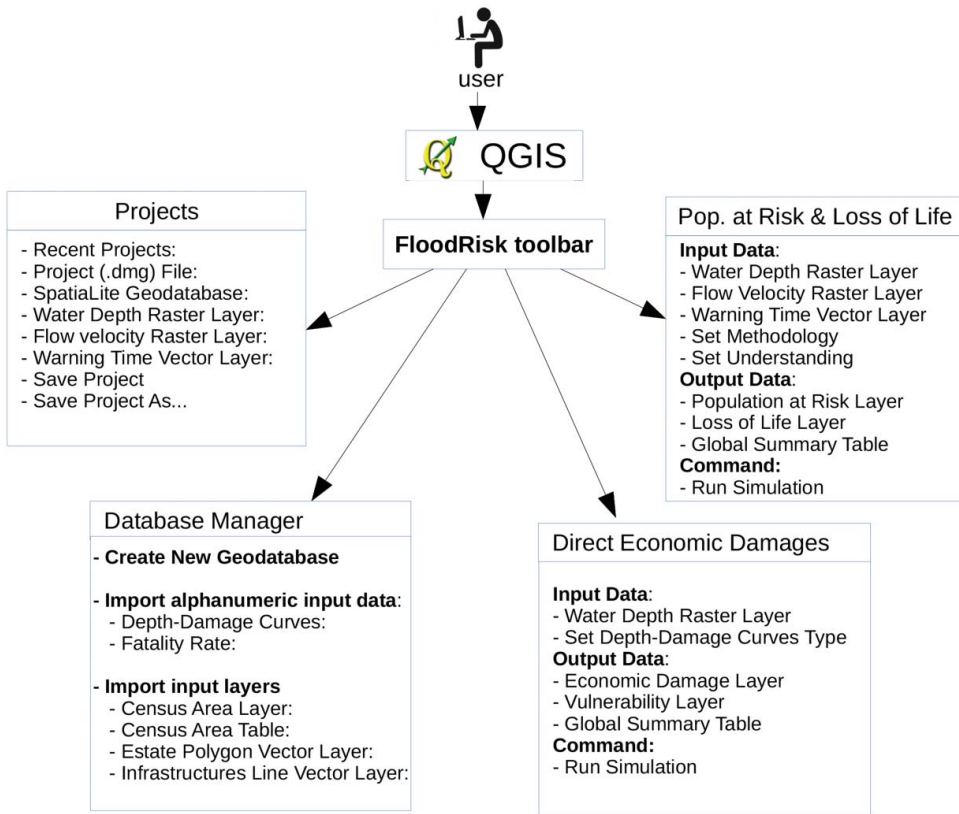 user
QGIS
FloodRisk toolbar
Projects
- Recent Projects:
- Project (.dmg) File:
- SpatiaLite Geodatabase:
- Water Depth Raster Layer:
- Flow velocity Raster Layer:
- Warning Time Vector Layer:
- Save Project
- Save Project As...
Pop. at Risk & Loss of Life
Input Data:
- Water Depth Raster Layer
- Flow Velocity Raster Layer
- Warning Time Vector Layer
- Set Methodology
- Set Understanding
Output Data:
- Population at Risk Layer
- Loss of Life Layer
- Global Summary Table
Command:
- Run Simulation
Database Manager
- Create New Geodatabase
- Import alphanumeric input data:
- Depth-Damage Curves:
- Fatality Rate:
- Import input layers
- Census Area Layer:
- Census Area Table:
- Estate Polygon Vector Layer:
- Infrastructures Line Vector Layer:
Direct Economic Damages
Input Data:
- Water Depth Raster Layer
- Set Depth-Damage Curves Type
Output Data:
- Economic Damage Layer
- Vulnerability Layer
- Global Summary Table
Command:
- Run Simulation